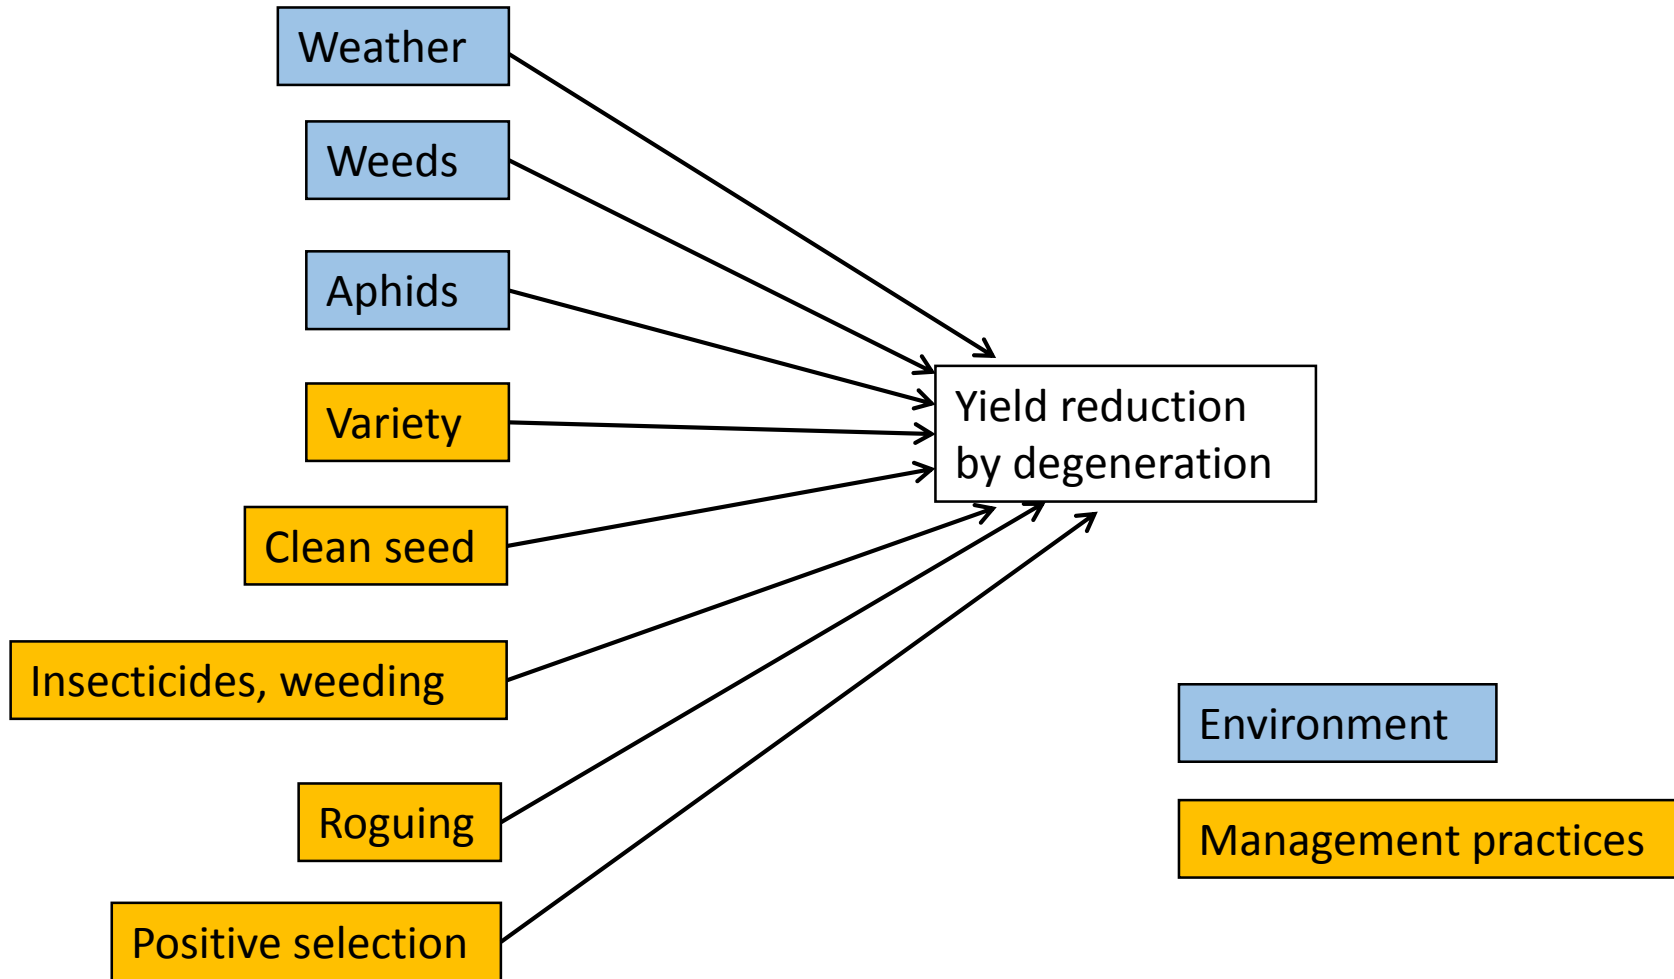 Weather
Weeds
Aphids
Variety
Clean seed
Insecticides, weeding
Roguing
Positive selection
Yield reduction
by degeneration
Environment
Management practices